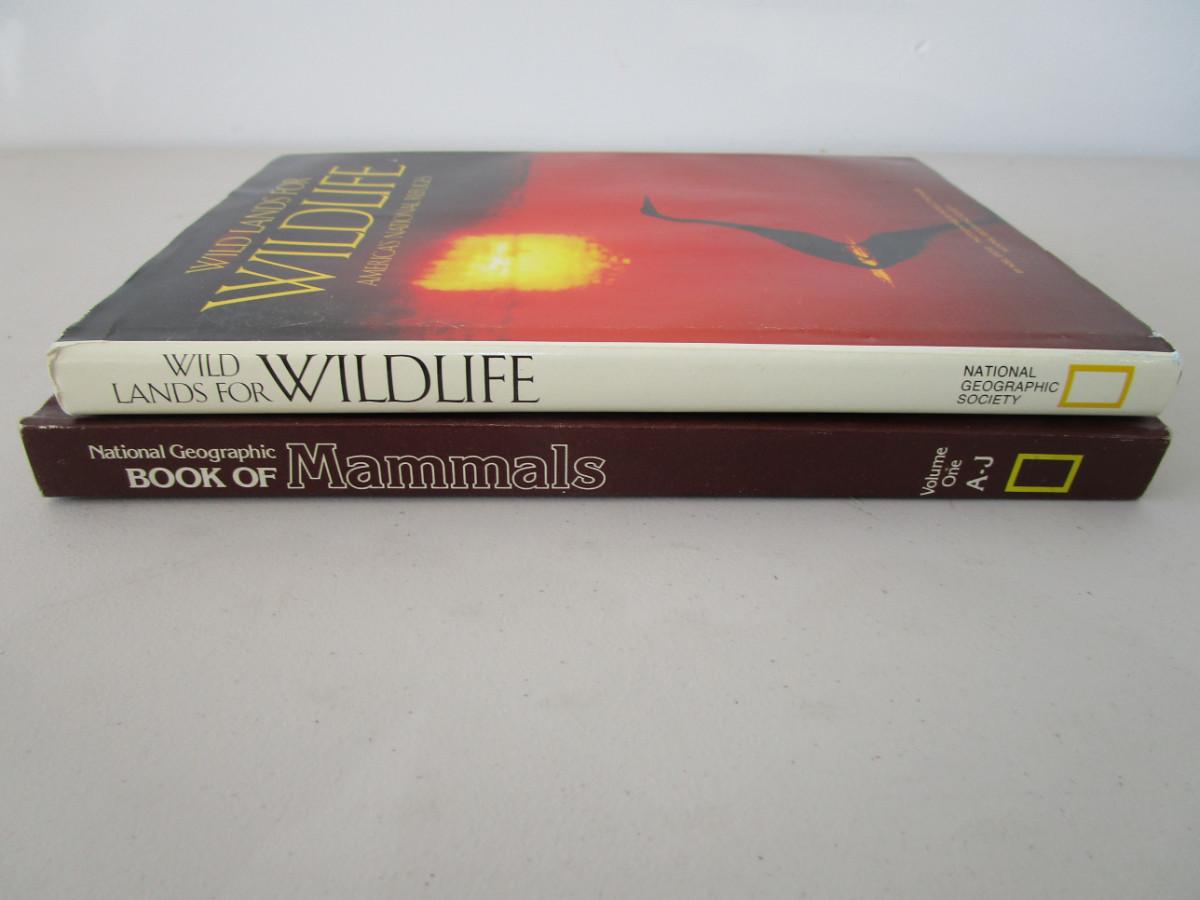 WILD LANDS FOR
WILDLIFE
AMERICA'S NATIONAL REFUGES
WILD
LANDS FOR WILDLIFE
NATIONAL
GEOGRAPHIC
SOCIETY
National Geographic
BOOK OF Mammals
Volume
One
A-J